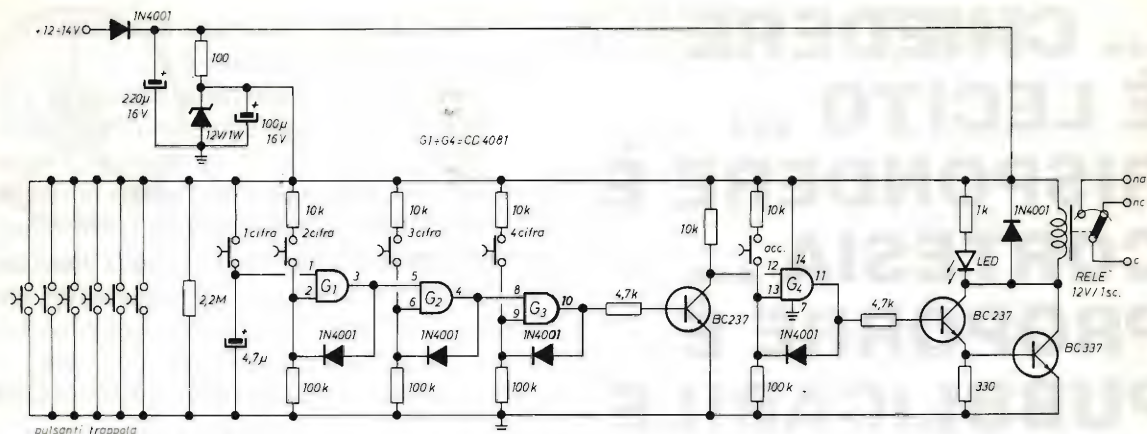 1N4001
+12÷14V
100
220µ
16V
12V/1W
100µ
16V
G1÷G4=CD 4081
10k
10k
10k
10k
10k
1k
1N4001
na
nc
c
RELE'
12V/1sc.
LED
1cifra
2cifra
3cifra
4cifra
acc.
2,2M
1
2
G1
3
5
6
G2
4
8
9
G3
10
12
13
14
G4
11
7
4,7k
BC237
4,7k
BC237
BC337
4,7µ
1N4001
1N4001
1N4001
1N4001
100k
100k
100k
100k
330
pulsanti trappola